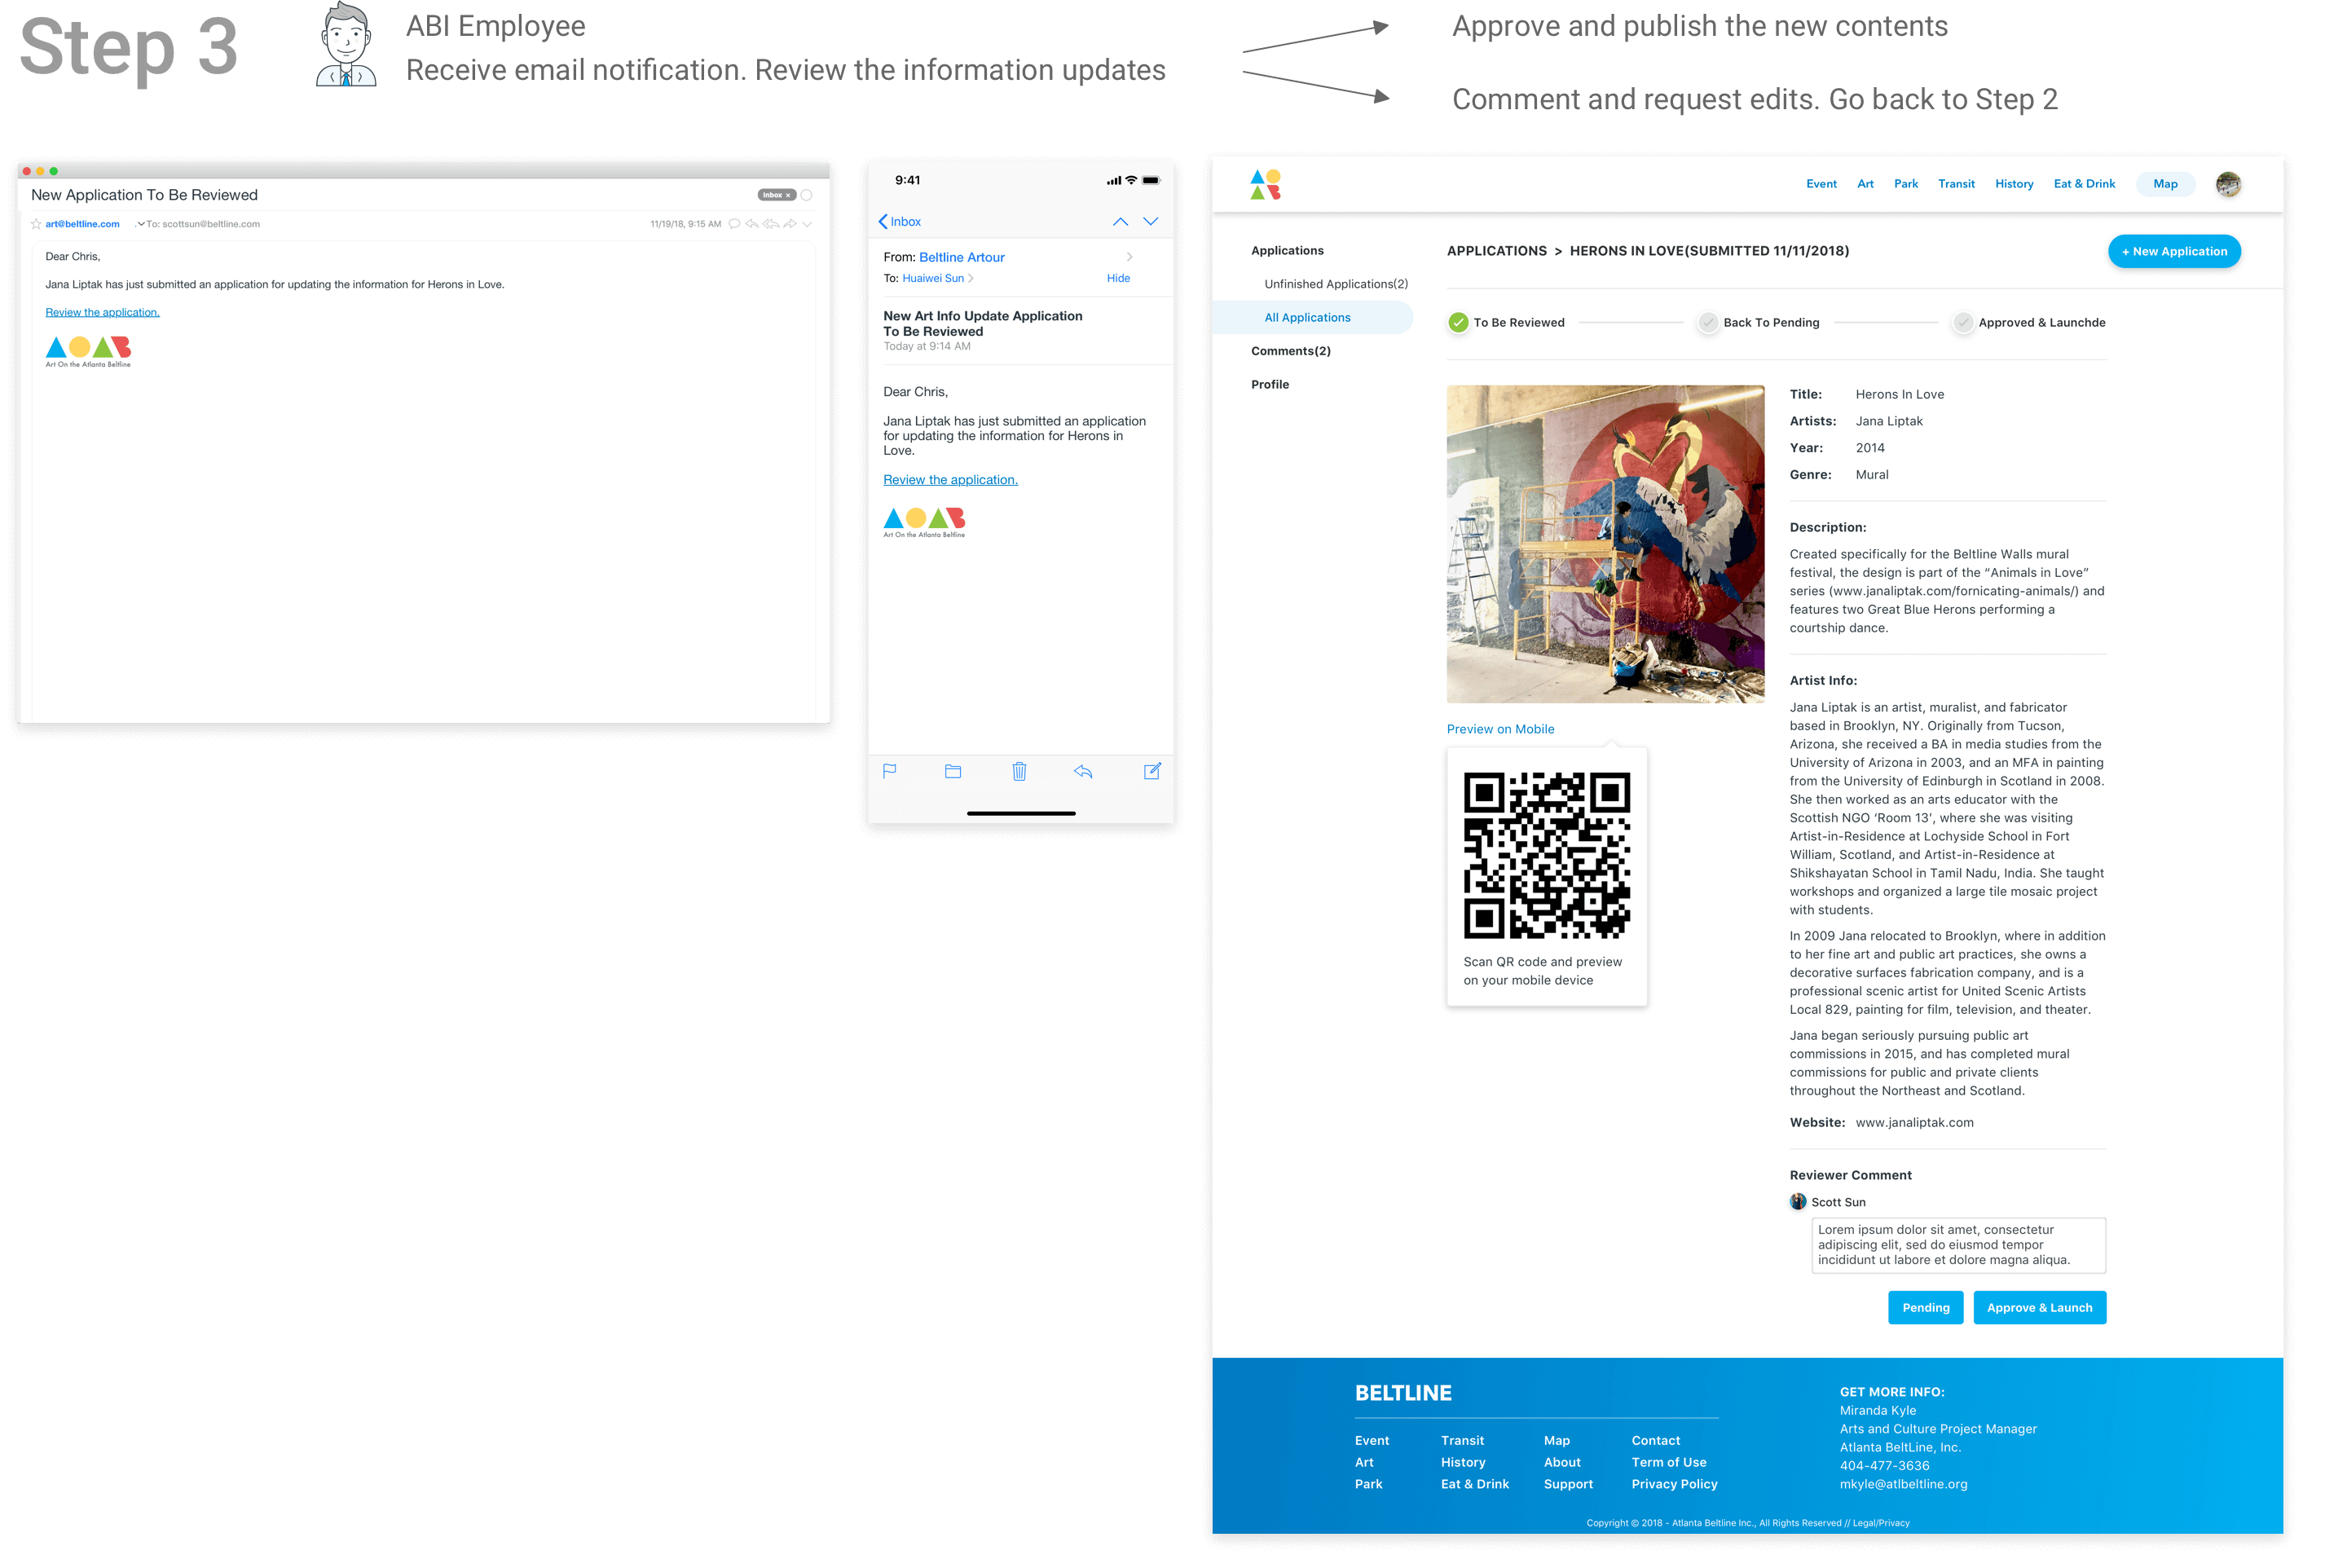 Step 3
ABI Employee
Receive email notification. Review the information updates
Approve and publish the new contents
Comment and request edits. Go back to Step 2
New Application To Be Reviewed
Inbox ×
art@beltline.com
To: scottsun@beltline.com
11/19/18, 9:15 AM
Dear Chris,
Jana Liptak has just submitted an application for updating the information for Herons in Love.
Review the application.
Art On the Atlanta Beltline
9:41
Inbox
From: Beltline Artour
To: Huaiwei Sun
Hide
New Art Info Update Application
To Be Reviewed
Today at 9:14 AM
Dear Chris,
Jana Liptak has just submitted an application
for updating the information for Herons in
Love.
Review the application.
Art On the Atlanta Beltline
Event Art Park Transit History Eat & Drink Map
Applications
Unfinished Applications(2)
All Applications
Comments(2)
Profile
APPLICATIONS > HERONS IN LOVE(SUBMITTED 11/11/2018)
+ New Application
To Be Reviewed
Back To Pending
Approved & Launchde
Preview on Mobile
Scan QR code and preview
on your mobile device
Title: Herons In Love
Artists: Jana Liptak
Year: 2014
Genre: Mural
Description:
Created specifically for the Beltline Walls mural
festival, the design is part of the “Animals in Love”
series (www.janaliptak.com/fornicating-animals/) and
features two Great Blue Herons performing a
courtship dance.
Artist Info:
Jana Liptak is an artist, muralist, and fabricator
based in Brooklyn, NY. Originally from Tucson,
Arizona, she received a BA in media studies from the
University of Arizona in 2003, and an MFA in painting
from the University of Edinburgh in Scotland in 2008.
She then worked as an arts educator with the
Scottish NGO ‘Room 13’, where she was visiting
Artist-in-Residence at Lochyside School in Fort
William, Scotland, and Artist-in-Residence at
Shikshayatan School in Tamil Nadu, India. She taught
workshops and organized a large tile mosaic project
with students.
In 2009 Jana relocated to Brooklyn, where in addition
to her fine art and public art practices, she owns a
decorative surfaces fabrication company, and is a
professional scenic artist for United Scenic Artists
Local 829, painting for film, television, and theater.
Jana began seriously pursuing public art
commissions in 2015, and has completed mural
commissions for public and private clients
throughout the Northeast and Scotland.
Website: www.janaliptak.com
Reviewer Comment
Scott Sun
Lorem ipsum dolor sit amet, consectetur
adipiscing elit, sed do eiusmod tempor
incididunt ut labore et dolore magna aliqua.
Pending
Approve & Launch
BELTLINE
Event Transit Map Contact
Art History About Term of Use
Park Eat & Drink Support Privacy Policy
GET MORE INFO:
Miranda Kyle
Arts and Culture Project Manager
Atlanta BeltLine, Inc.
404-477-3636
mkyle@atlbeltline.org
Copyright © 2018 - Atlanta Beltline Inc., All Rights Reserved // Legal/Privacy